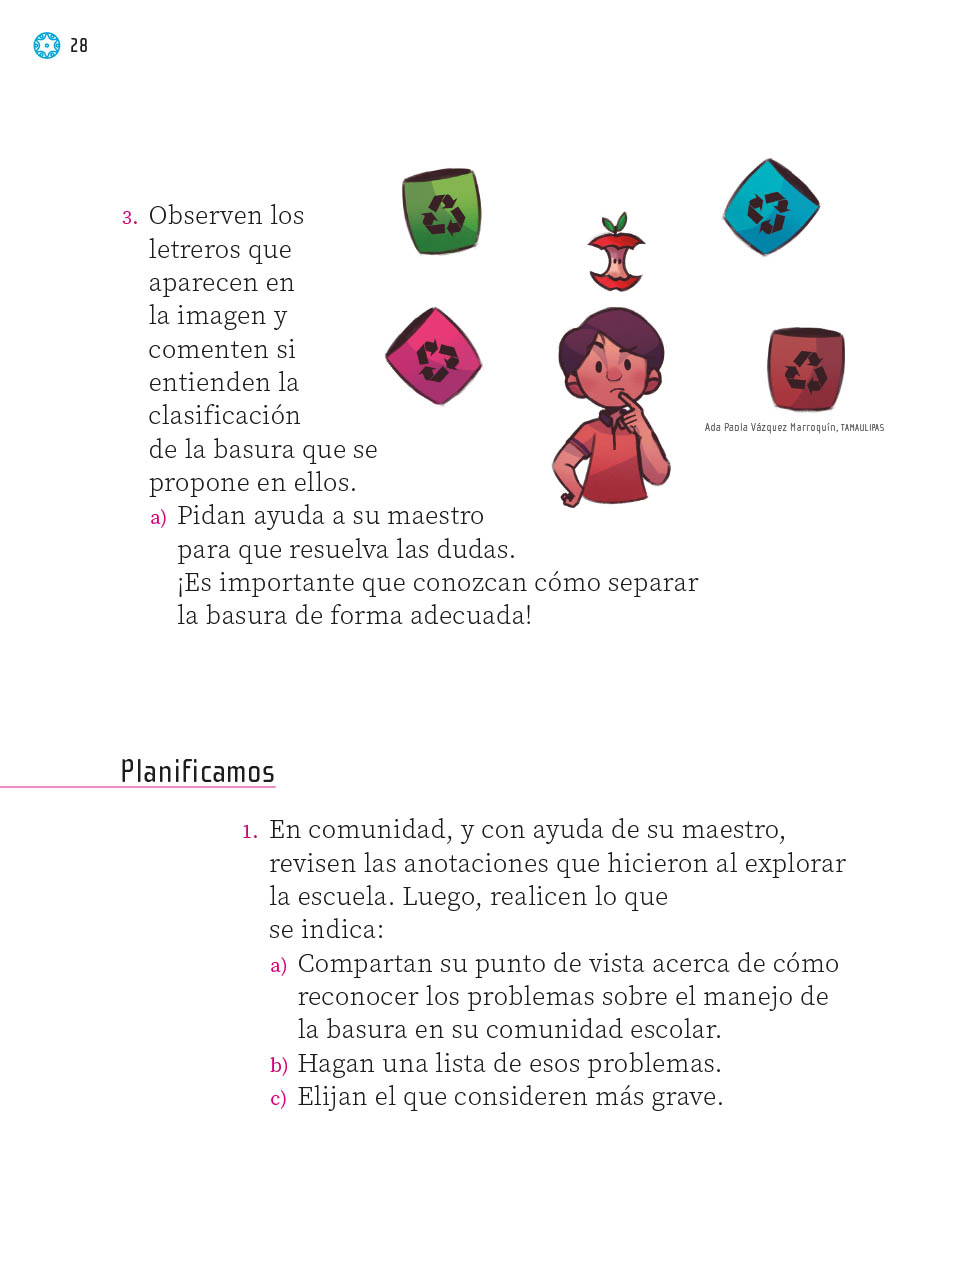 28
3. Observen los
letreros que
aparecen en
la imagen y
comenten si
entienden la
clasificación
de la basura que se
propone en ellos.
a) Pidan ayuda a su maestro
para que resuelva las dudas.
¡Es importante que conozcan cómo separar
la basura de forma adecuada!
Ada Paola Vázquez Marroquín, TAMAULIPAS
Planificamos
1. En comunidad, y con ayuda de su maestro,
revisen las anotaciones que hicieron al explorar
la escuela. Luego, realicen lo que
se indica:
a) Compartan su punto de vista acerca de cómo
reconocer los problemas sobre el manejo de
la basura en su comunidad escolar.
b) Hagan una lista de esos problemas.
c) Elijan el que consideren más grave.